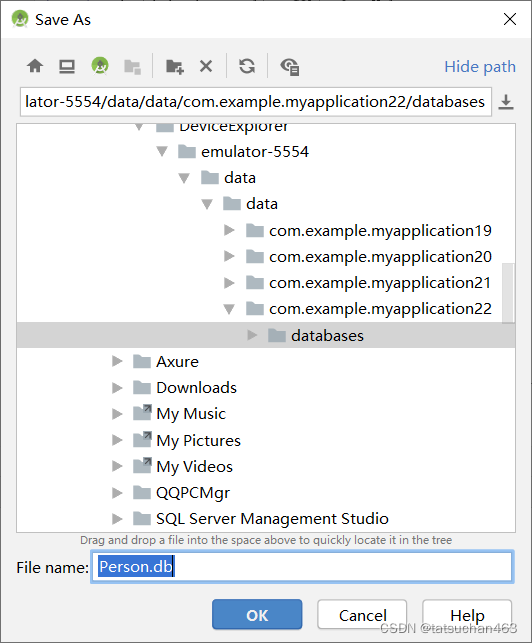 Save As
Hide path
lator-5554/data/data/com.example.myapplication22/databases
DeviceExplorer
emulator-5554
data
data
com.example.myapplication19
com.example.myapplication20
com.example.myapplication21
com.example.myapplication22
databases
Axure
Downloads
My Music
My Pictures
My Videos
QQPCMgr
SQL Server Management Studio
Drag and drop a file into the space above to quickly locate it in the tree
File name: Person.db
OK Cancel Help
CSDN @tatsuchan463